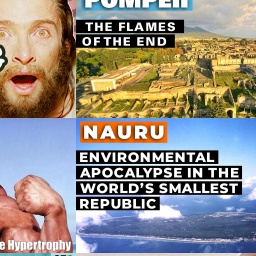 POMPEII
THE FLAMES
OF THE END
NAURU
ENVIRONMENTAL
APOCALYPSE IN THE
WORLD'S SMALLEST
REPUBLIC
e Hypertrophy